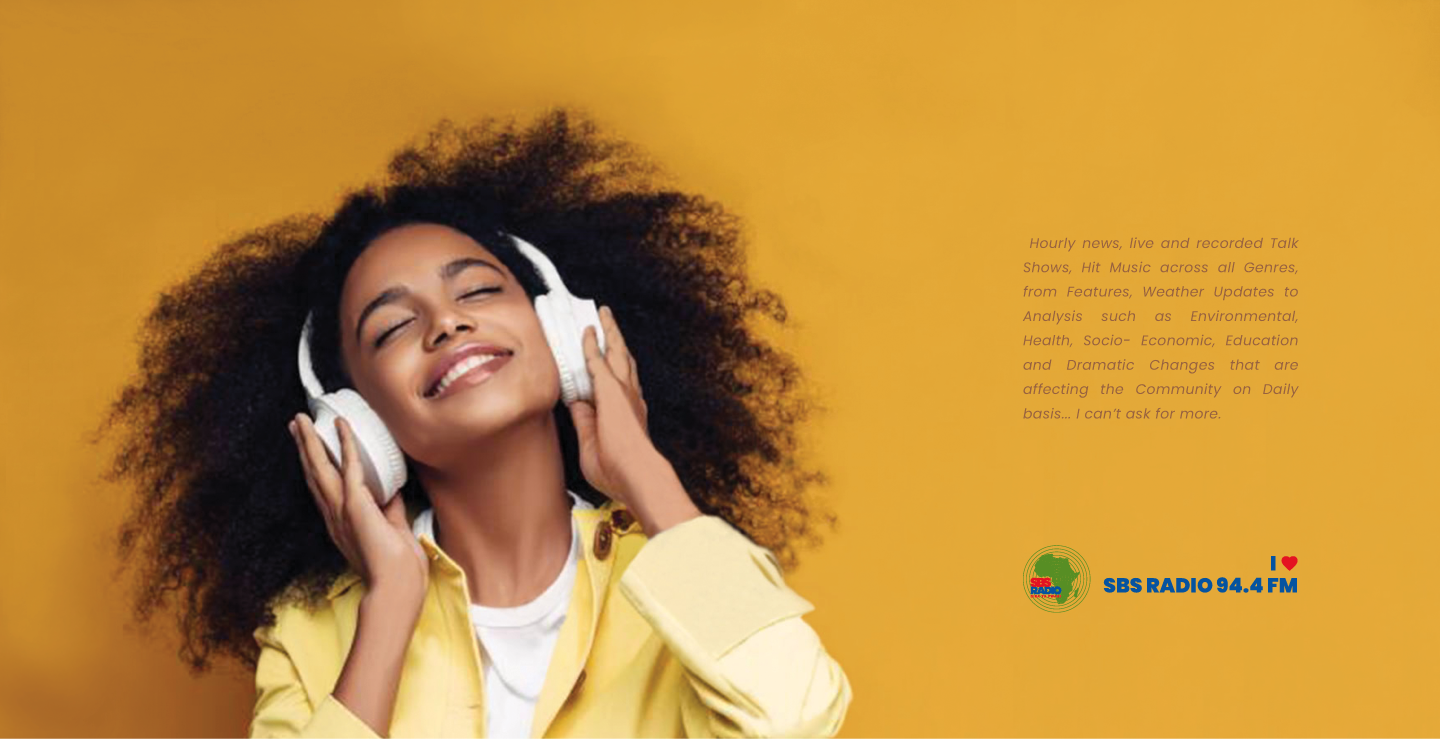 Hourly news, live and recorded Talk
Shows, Hit Music across all Genres,
from Features, Weather Updates to
Analysis such as Environmental,
Health, Socio- Economic, Education
and Dramatic Changes that are
affecting the Community on Daily
basis... I can't ask for more.
I ❤
SBS RADIO 94.4 FM
SBS
RADIO